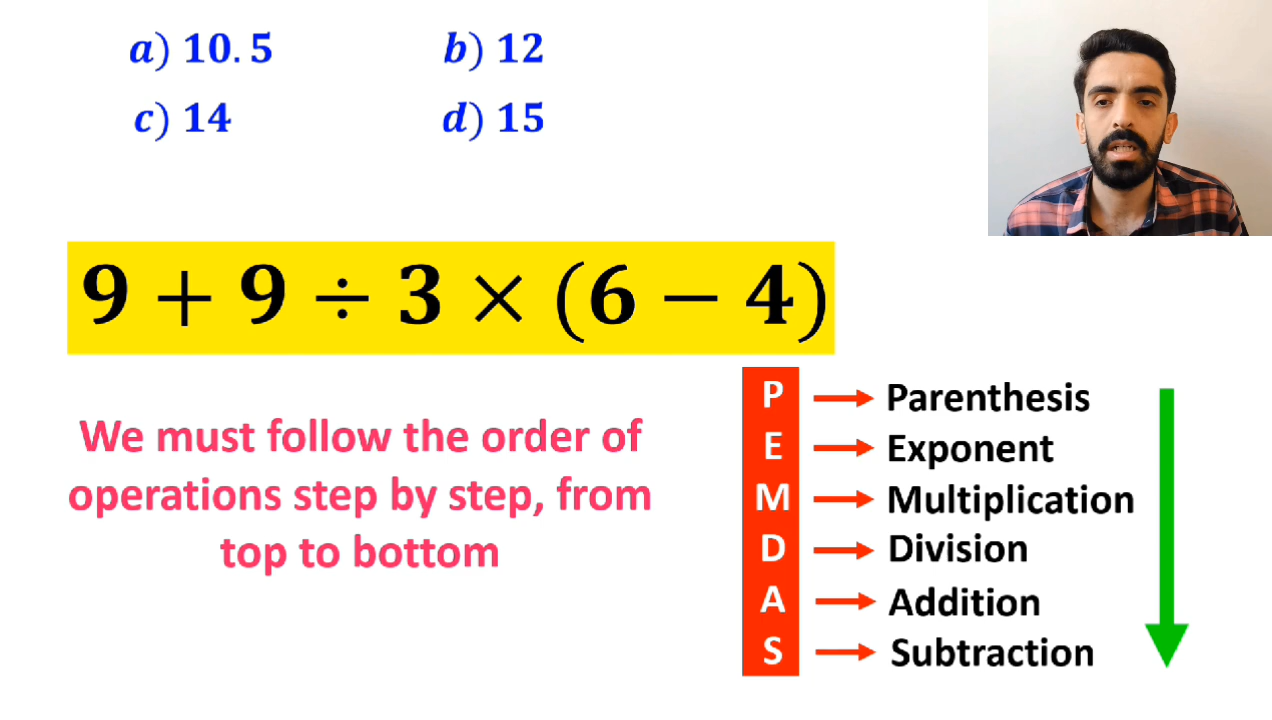 a) 10.5 b) 12
c) 14 d) 15
9 + 9 ÷ 3 × (6 − 4)
We must follow the order of
operations step by step, from
top to bottom
P → Parenthesis
E → Exponent
M → Multiplication
D → Division
A → Addition
S → Subtraction